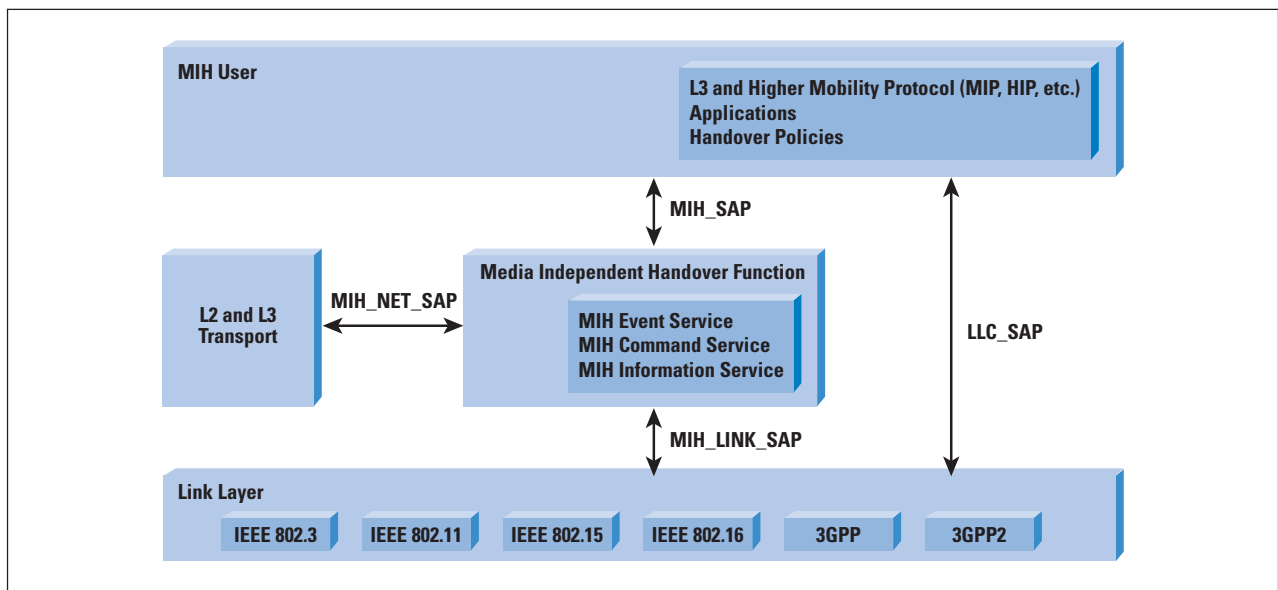 MIH User
L3 and Higher Mobility Protocol (MIP, HIP, etc.)
Applications
Handover Policies
MIH_SAP
L2 and L3
Transport
MIH_NET_SAP
Media Independent Handover Function
MIH Event Service
MIH Command Service
MIH Information Service
LLC_SAP
MIH_LINK_SAP
Link Layer
IEEE 802.3
IEEE 802.11
IEEE 802.15
IEEE 802.16
3GPP
3GPP2